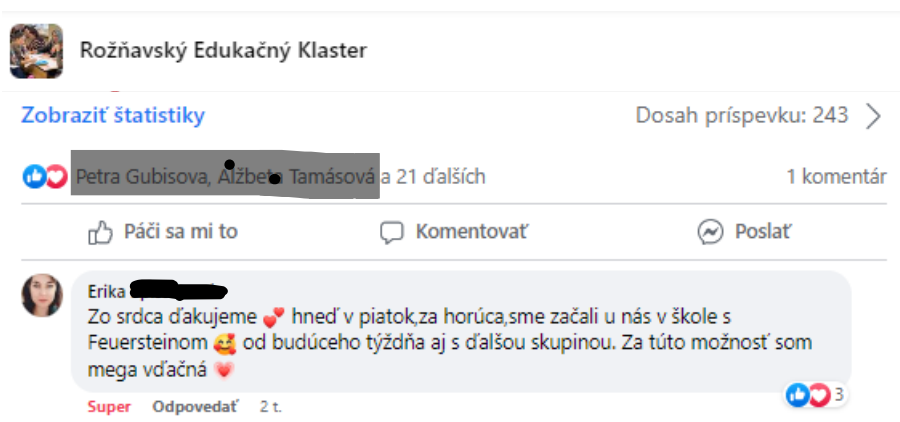 Rožňavský Edukačný Klaster
Zobraziť štatistiky
Dosah príspevku: 243
Petra Gubisova, Alžbeta Tamásová a 21 ďalších
1 komentár
Páči sa mi to
Komentovať
Poslať
Erika
Zo srdca ďakujeme 💕 hneď v piatok,za horúca,sme začali u nás v škole s
Feuersteinom 🥰 od budúceho týždňa aj s ďalšou skupinou. Za túto možnosť som
mega vďačná 💗
3
Super Odpovedať 2 t.